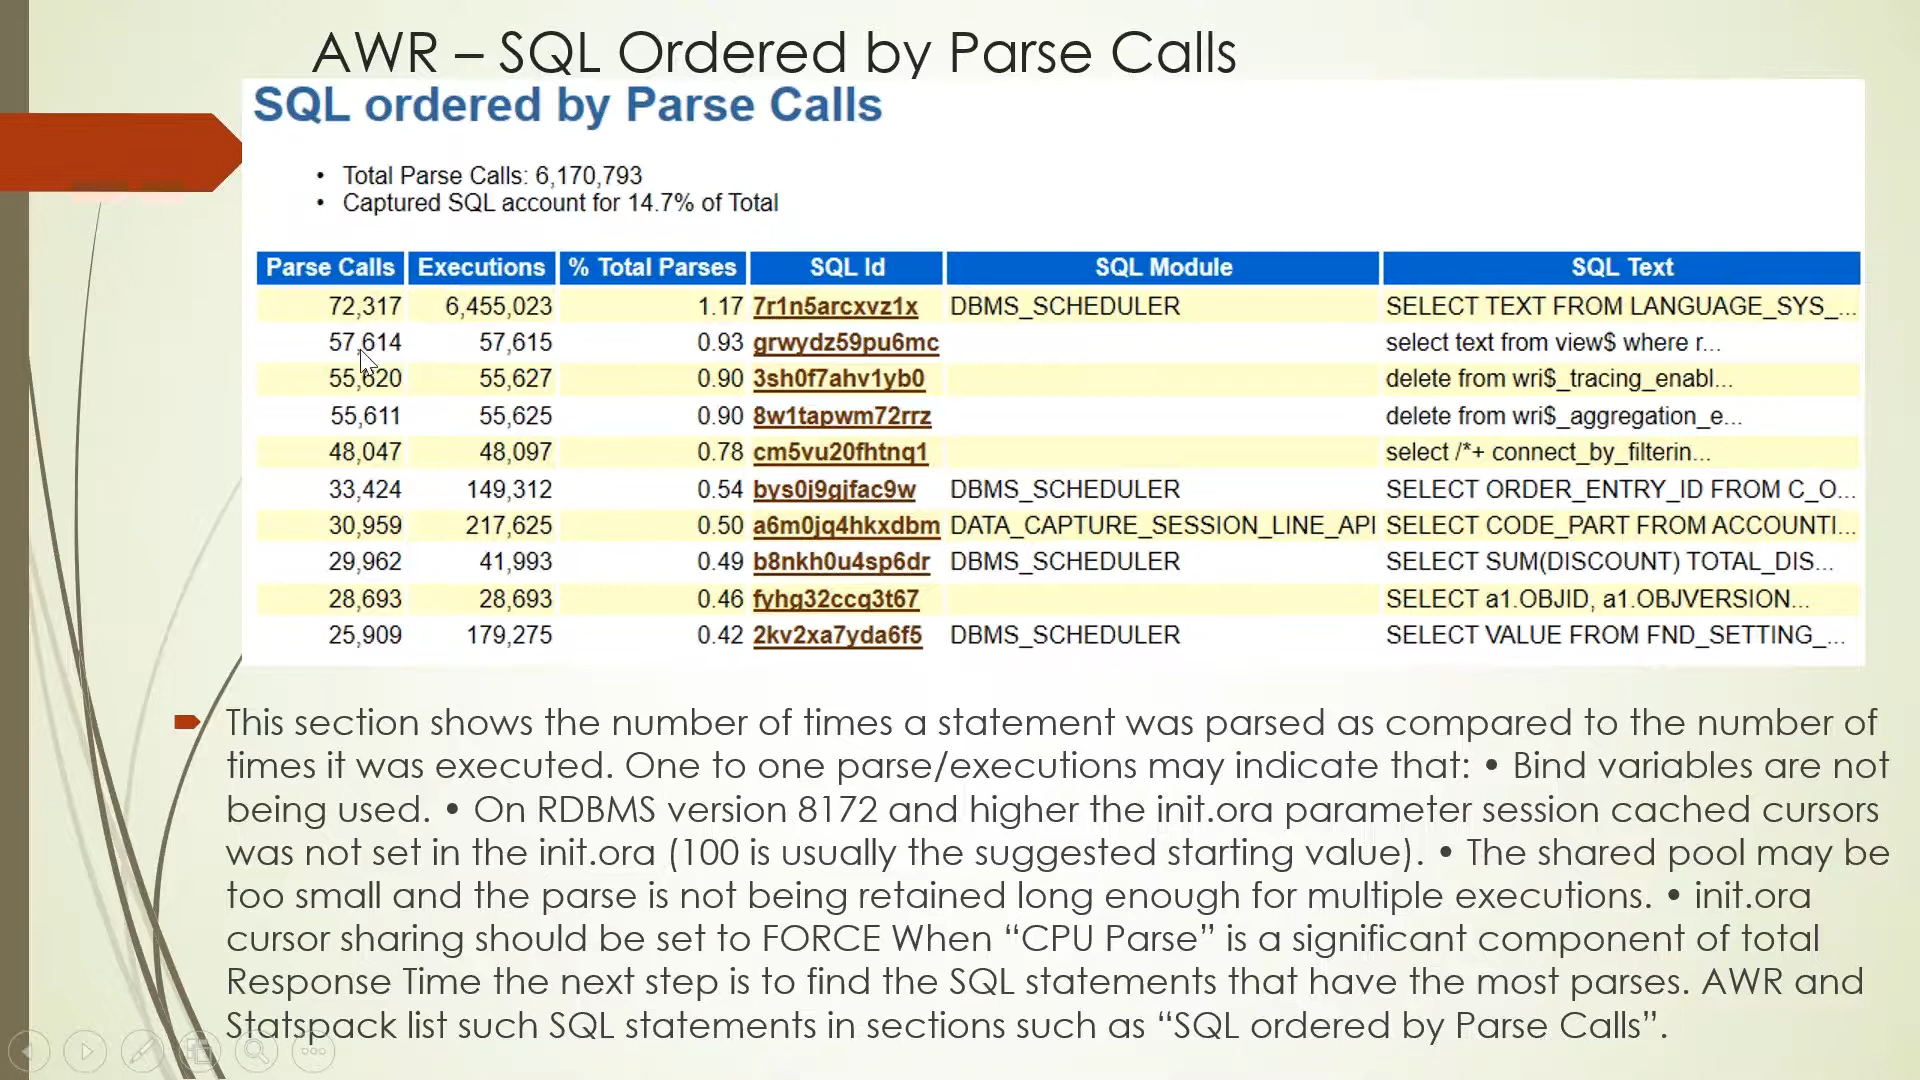 AWR – SQL Ordered by Parse Calls
SQL ordered by Parse Calls
• Total Parse Calls: 6,170,793
• Captured SQL account for 14.7% of Total
Parse Calls Executions % Total Parses SQL Id SQL Module SQL Text
72,317 6,455,023 1.17 7r1n5arcxvz1x DBMS_SCHEDULER SELECT TEXT FROM LANGUAGE_SYS_...
57,614 57,615 0.93 grwydz59pu6mc select text from view$ where r...
55,620 55,627 0.90 3sh0f7ahv1yb0 delete from wri$_tracing_enabl...
55,611 55,625 0.90 8w1tapwm72rrz delete from wri$_aggregation_e...
48,047 48,097 0.78 cm5vu20fhtnq1 select /*+ connect_by_filterin...
33,424 149,312 0.54 bys0j9gjfac9w DBMS_SCHEDULER SELECT ORDER_ENTRY_ID FROM C_O...
30,959 217,625 0.50 a6m0jq4hkxdbm DATA_CAPTURE_SESSION_LINE_API SELECT CODE_PART FROM ACCOUNTI...
29,962 41,993 0.49 b8nkh0u4sp6dr DBMS_SCHEDULER SELECT SUM(DISCOUNT) TOTAL_DIS...
28,693 28,693 0.46 fyhg32ccq3t67 SELECT a1.OBJID, a1.OBJVERSION...
25,909 179,275 0.42 2kv2xa7yda6f5 DBMS_SCHEDULER SELECT VALUE FROM FND_SETTING_...
This section shows the number of times a statement was parsed as compared to the number of
times it was executed. One to one parse/executions may indicate that: • Bind variables are not
being used. • On RDBMS version 8172 and higher the init.ora parameter session cached cursors
was not set in the init.ora (100 is usually the suggested starting value). • The shared pool may be
too small and the parse is not being retained long enough for multiple executions. • init.ora
cursor sharing should be set to FORCE When “CPU Parse” is a significant component of total
Response Time the next step is to find the SQL statements that have the most parses. AWR and
Statspack list such SQL statements in sections such as “SQL ordered by Parse Calls”.